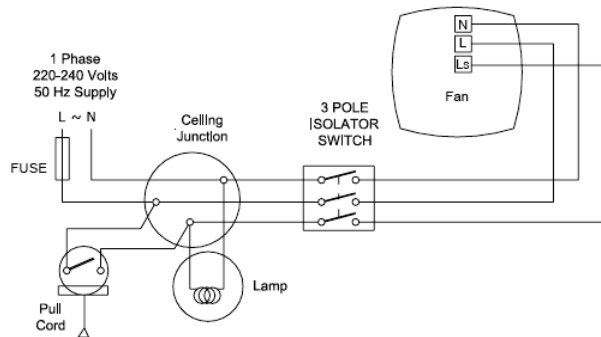 1 Phase
220-240 Volts
50 Hz Supply
L ~ N
FUSE
Ceiling
Junction
3 POLE
ISOLATOR
SWITCH
N
L
Ls
Fan
Lamp
Pull
Cord